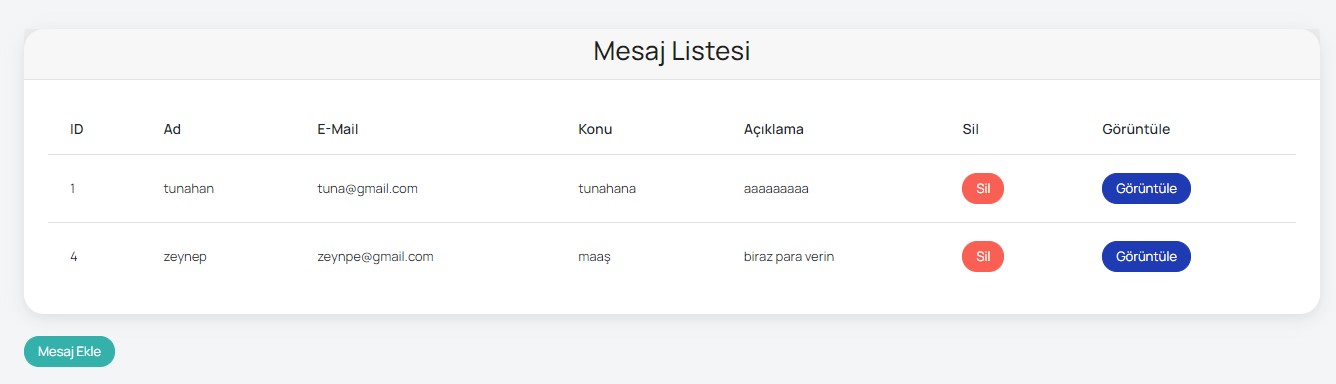 Mesaj Listesi
ID Ad E-Mail Konu Açıklama Sil Görüntüle
1 tunahan tuna@gmail.com tunahana aaaaaaaaa Sil Görüntüle
4 zeynep zeynpe@gmail.com maaş biraz para verin Sil Görüntüle
Mesaj Ekle